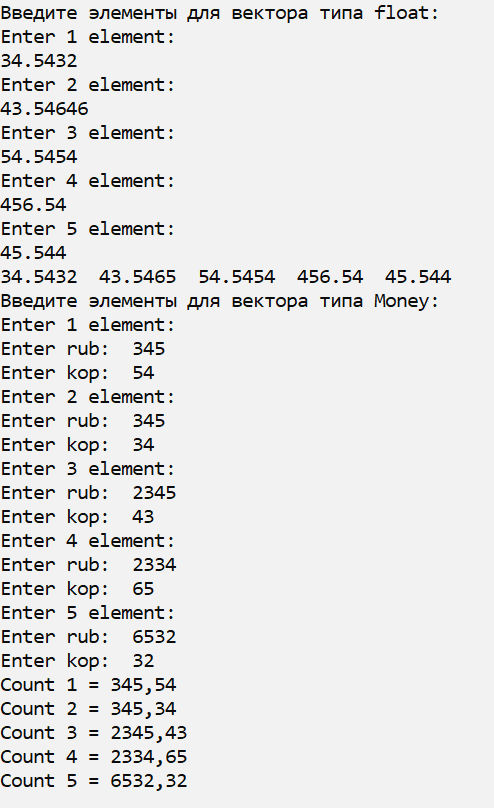 Введите элементы для вектора типа float:
Enter 1 element:
34.5432
Enter 2 element:
43.54646
Enter 3 element:
54.5454
Enter 4 element:
456.54
Enter 5 element:
45.544
34.5432  43.5465  54.5454  456.54  45.544
Введите элементы для вектора типа Money:
Enter 1 element:
Enter rub:  345
Enter kop:  54
Enter 2 element:
Enter rub:  345
Enter kop:  34
Enter 3 element:
Enter rub:  2345
Enter kop:  43
Enter 4 element:
Enter rub:  2334
Enter kop:  65
Enter 5 element:
Enter rub:  6532
Enter kop:  32
Count 1 = 345,54
Count 2 = 345,34
Count 3 = 2345,43
Count 4 = 2334,65
Count 5 = 6532,32